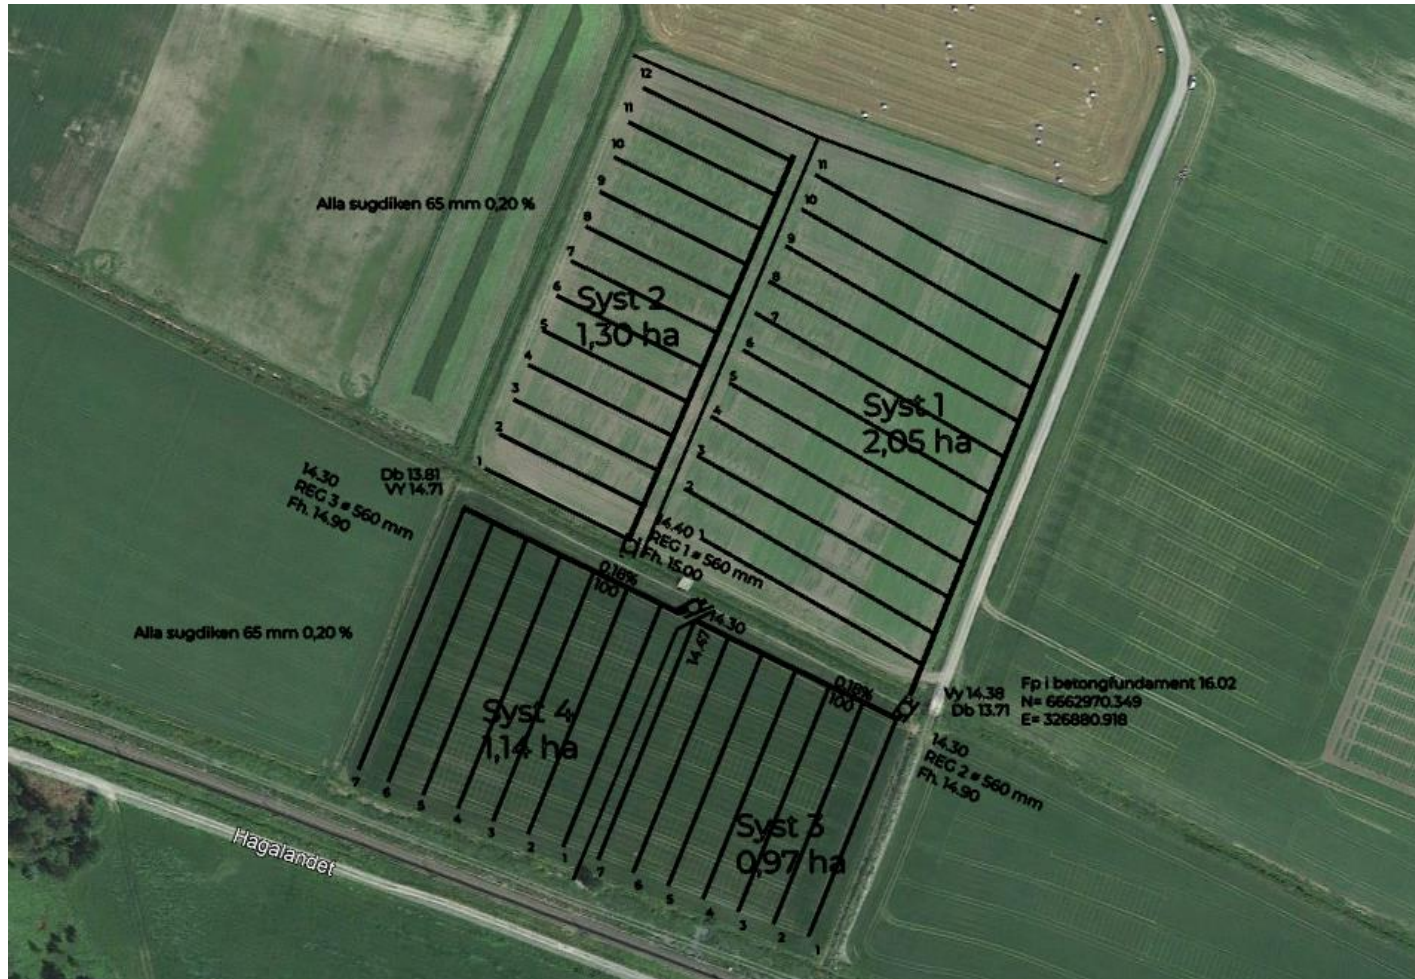 12
11
10
9
8
7
6
5
4
3
2
1
11
10
9
8
7
6
5
4
3
2
1
Alla sugdiken 65 mm 0,20 %
Syst 2
1,30 ha
Syst 1
2,05 ha
14.30
REG 3 ø 560 mm
Fh. 14.90
Db 13.81
VY 14.71
14.40
REG 1 ø 560 mm
Fh. 15.00
0,18%
100
14.30
14.47
Alla sugdiken 65 mm 0,20 %
0,18%
100
Vy 14.38
Db 13.71
Fp i betongfundament 16.02
N= 6662970.349
E= 326880.918
14.30
REG 2 ø 560 mm
Fh. 14.90
Syst 4
1,14 ha
Syst 3
0,97 ha
7
6
5
4
3
2
1
7
6
5
4
3
2
1
Hagalandet